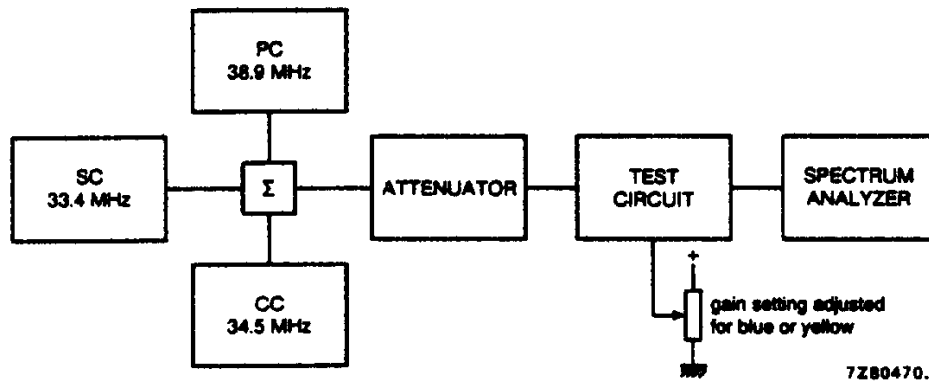 PC
38.9 MHz
SC
33.4 MHz
Σ
ATTENUATOR
TEST
CIRCUIT
SPECTRUM
ANALYZER
CC
34.5 MHz
+
gain setting adjusted
for blue or yellow
7Z80470.